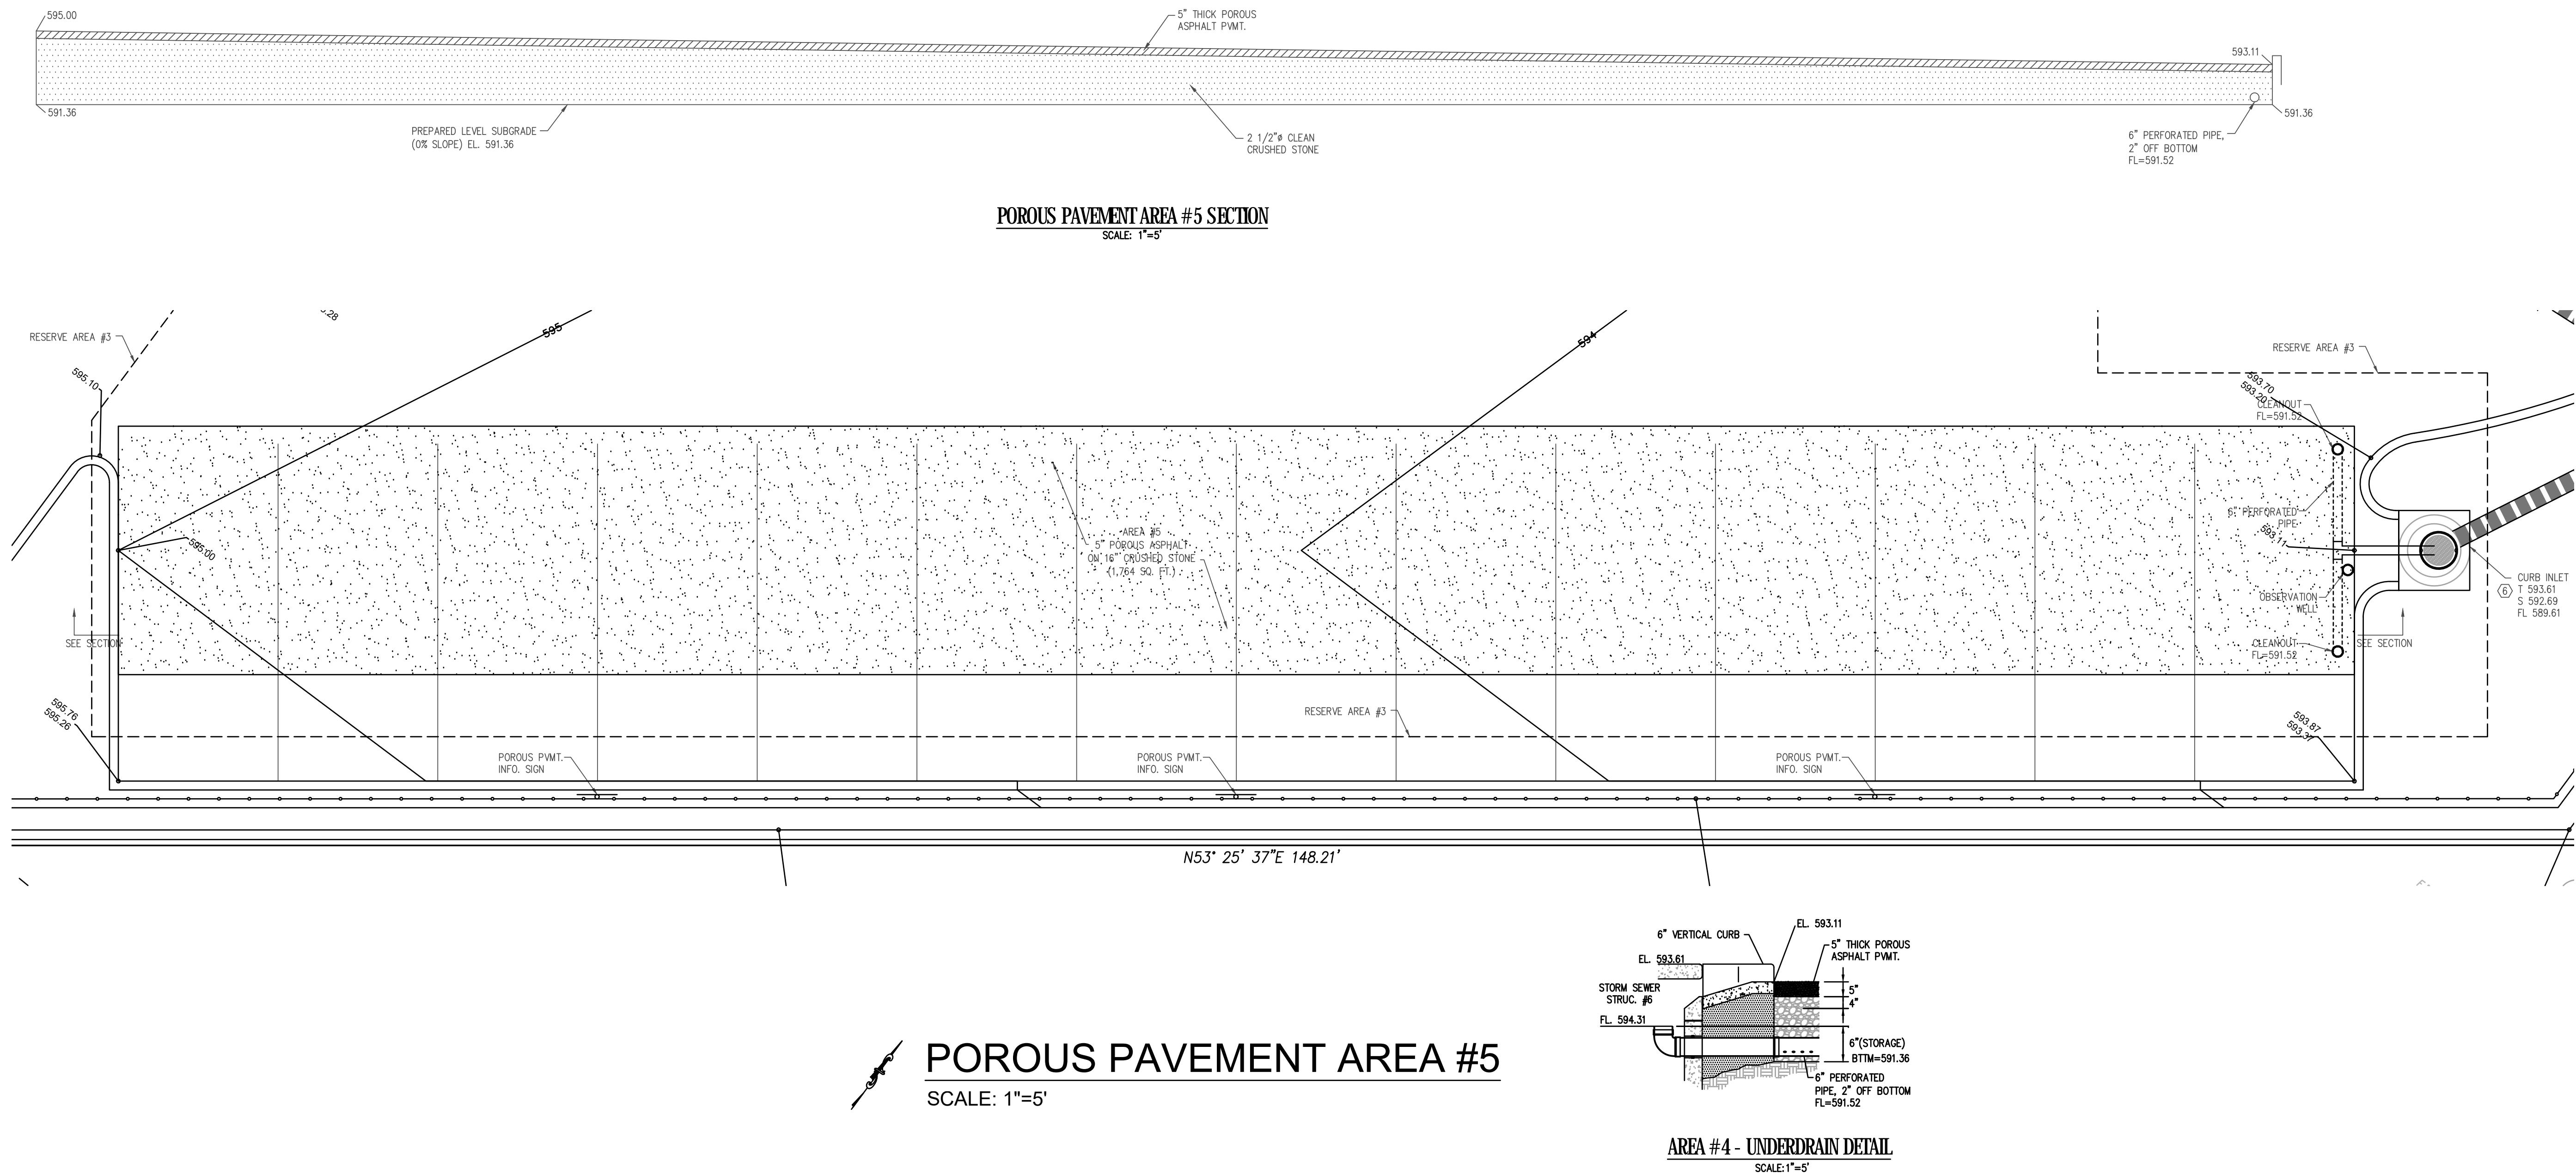 595.00
5" THICK POROUS
ASPHALT PVMT.
593.11
591.36
591.36
PREPARED LEVEL SUBGRADE
(0% SLOPE) EL. 591.36
2 1/2"ø CLEAN
CRUSHED STONE
6" PERFORATED PIPE,
2" OFF BOTTOM
FL=591.52
POROUS PAVEMENT AREA #5 SECTION
SCALE: 1"=5'
RESERVE AREA #3
.28
595
594
RESERVE AREA #3
595.10
593.70
593.20
CLEANOUT
FL=591.52
6" PERFORATED
PIPE
593.11
595.00
AREA #5
5" POROUS ASPHALT
ON 16" CRUSHED STONE
(1,764 SQ. FT.)
OBSERVATION
WELL
6
CURB INLET
T 593.61
S 592.69
FL 589.61
SEE SECTION
CLEANOUT
FL=591.52
SEE SECTION
595.76
595.26
RESERVE AREA #3
593.87
593.37
POROUS PVMT.
INFO. SIGN
POROUS PVMT.
INFO. SIGN
POROUS PVMT.
INFO. SIGN
N53° 25' 37"E 148.21'
6" VERTICAL CURB
EL. 593.11
5" THICK POROUS
ASPHALT PVMT.
EL. 593.61
STORM SEWER
STRUC. #6
5"
4"
FL. 594.31
6"(STORAGE)
BTTM=591.36
6" PERFORATED
PIPE, 2" OFF BOTTOM
FL=591.52
POROUS PAVEMENT AREA #5
SCALE: 1"=5'
AREA #4 - UNDERDRAIN DETAIL
SCALE:1"=5'